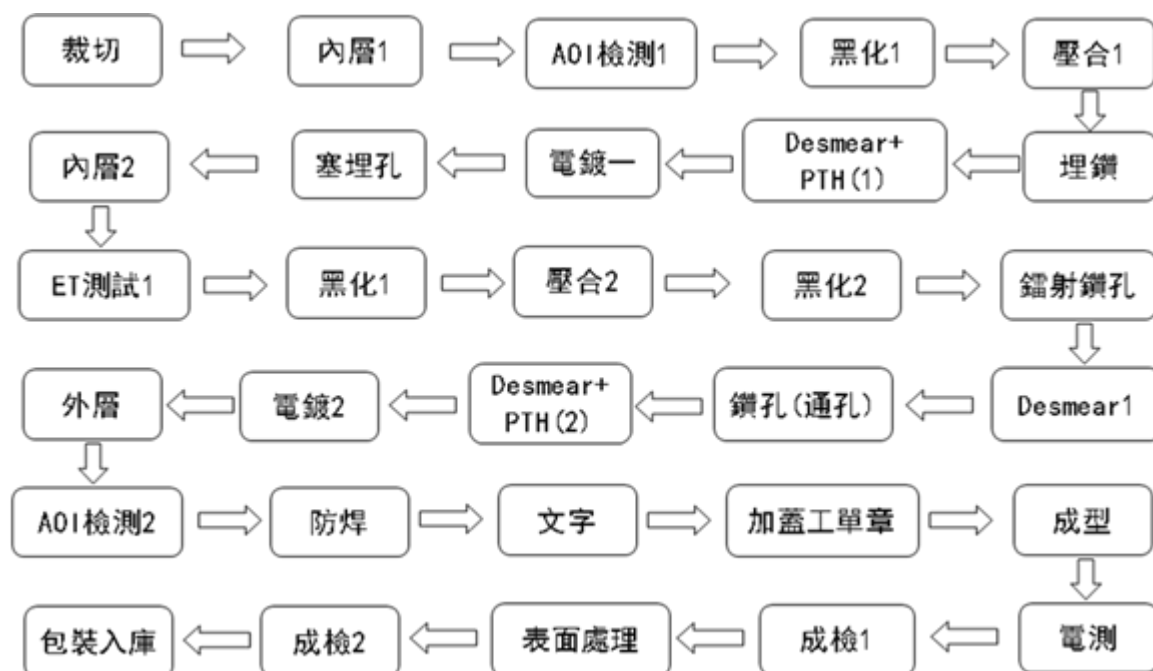 裁切
內層1
AOI檢測1
黑化1
壓合1
內層2
塞埋孔
電鍍一
Desmear+
PTH(1)
埋鑽
ET測試1
黑化1
壓合2
黑化2
鐳射鑽孔
外層
電鍍2
Desmear+
PTH(2)
鑽孔(通孔)
Desmear1
AOI檢測2
防焊
文字
加蓋工單章
成型
包裝入庫
成檢2
表面處理
成檢1
電測